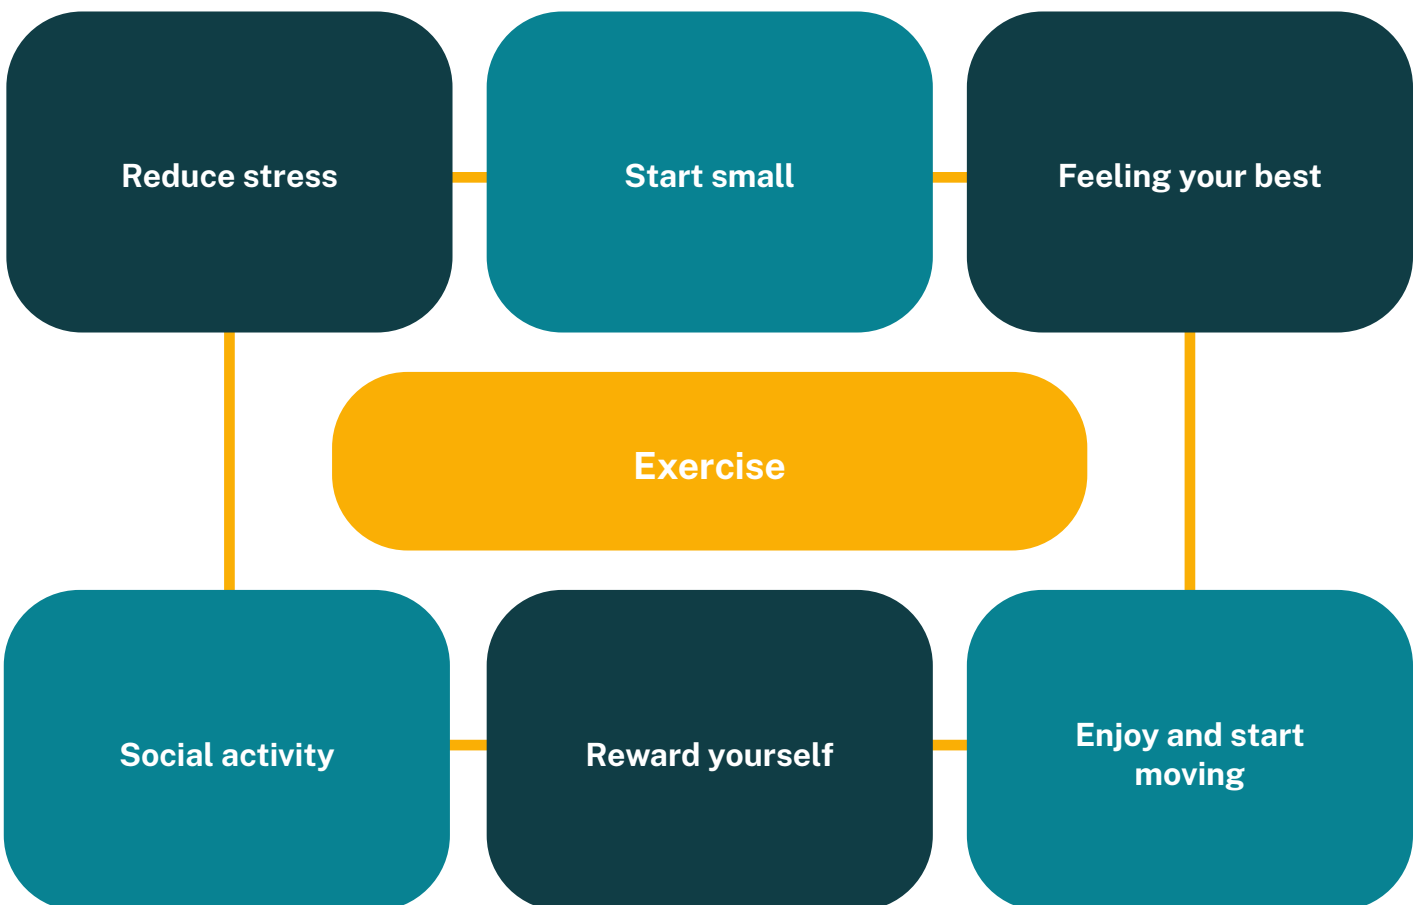 Reduce stress
Start small
Feeling your best
Exercise
Social activity
Reward yourself
Enjoy and start
moving